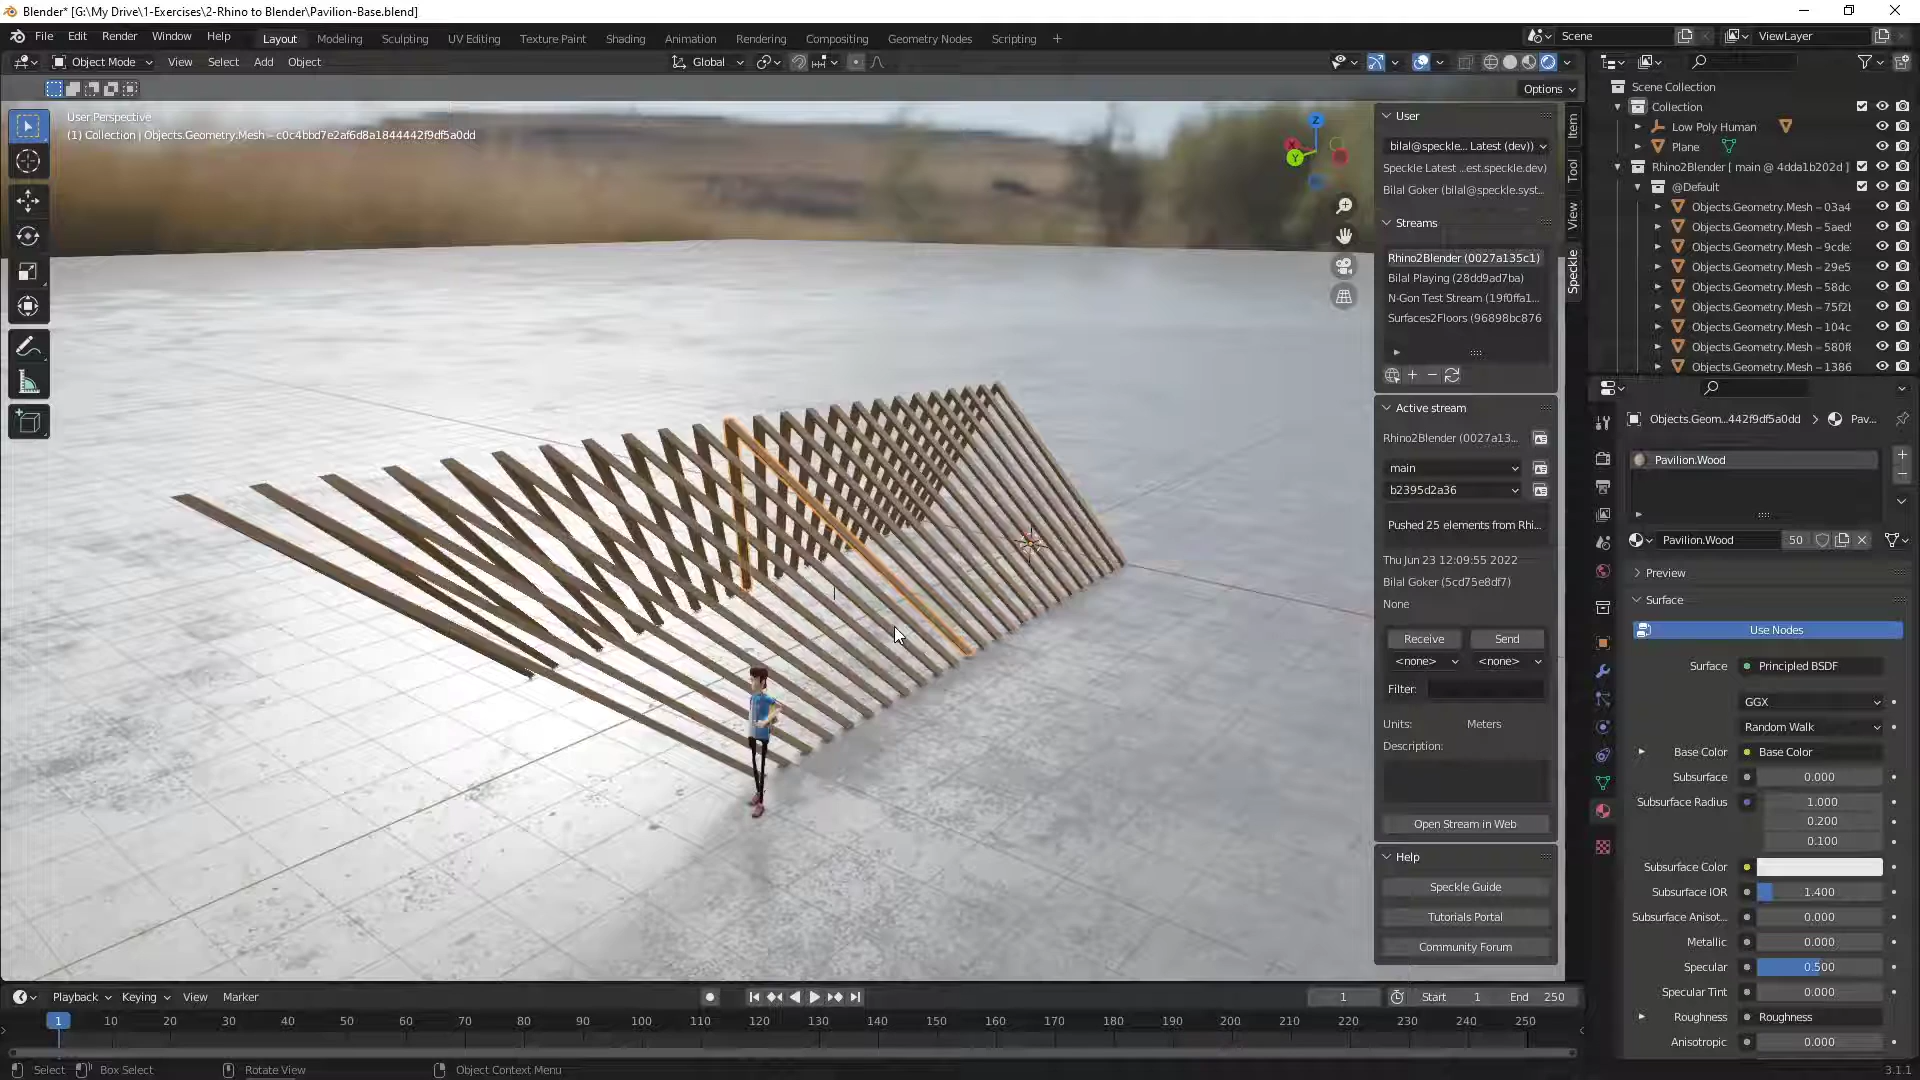 Blender* [G:\My Drive\1-Exercises\2-Rhino to Blender\Pavilion-Base.blend]
File Edit Render Window Help Layout Modeling Sculpting UV Editing Texture Paint Shading Animation Rendering Compositing Geometry Nodes Scripting + Scene ViewLayer
Object Mode View Select Add Object Global
Options
User Perspective
(1) Collection | Objects.Geometry.Mesh -- c0c4bbd7e2af6d8a1844442f9df5a0dd
Z
X
Y
Item
Tool
View
Speckle
User
bilal@speckle... Latest (dev))
Speckle Latest ...est.speckle.dev)
Bilal Goker (bilal@speckle.syst...
Streams
Rhino2Blender (0027a135c1)
Bilal Playing (28dd9ad7ba)
N-Gon Test Stream (19f0ffa1...
Surfaces2Floors (96898bc876
Active stream
Rhino2Blender (0027a13...
main
b2395d2a36
Pushed 25 elements from Rhi...
Thu Jun 23 12:09:55 2022
Bilal Goker (5cd75e8df7)
None
Receive Send
<none> <none>
Filter:
Units: Meters
Description:
Open Stream in Web
Help
Speckle Guide
Tutorials Portal
Community Forum
Scene Collection
Collection
Low Poly Human
Plane
Rhino2Blender [ main @ 4dda1b202d ]
@Default
Objects.Geometry.Mesh -- 03a4
Objects.Geometry.Mesh -- 5aed
Objects.Geometry.Mesh -- 9cde
Objects.Geometry.Mesh -- 29e5
Objects.Geometry.Mesh -- 58dc
Objects.Geometry.Mesh -- 75f2
Objects.Geometry.Mesh -- 104c
Objects.Geometry.Mesh -- 580f
Objects.Geometry.Mesh -- 1386
Objects.Geom...442f9df5a0dd > Pav...
Pavilion.Wood
Pavilion.Wood 50
Preview
Surface
Use Nodes
Surface Principled BSDF
GGX
Random Walk
Base Color Base Color
Subsurface 0.000
Subsurface Radius 1.000
0.200
0.100
Subsurface Color
Subsurface IOR 1.400
Subsurface Anisot... 0.000
Metallic 0.000
Specular 0.500
Specular Tint 0.000
Roughness Roughness
Anisotropic 0.000
Playback Keying View Marker 1 Start 1 End 250
1 10 20 30 40 50 60 70 80 90 100 110 120 130 140 150 160 170 180 190 200 210 220 230 240 250
Select Box Select Rotate View Object Context Menu 3.1.1